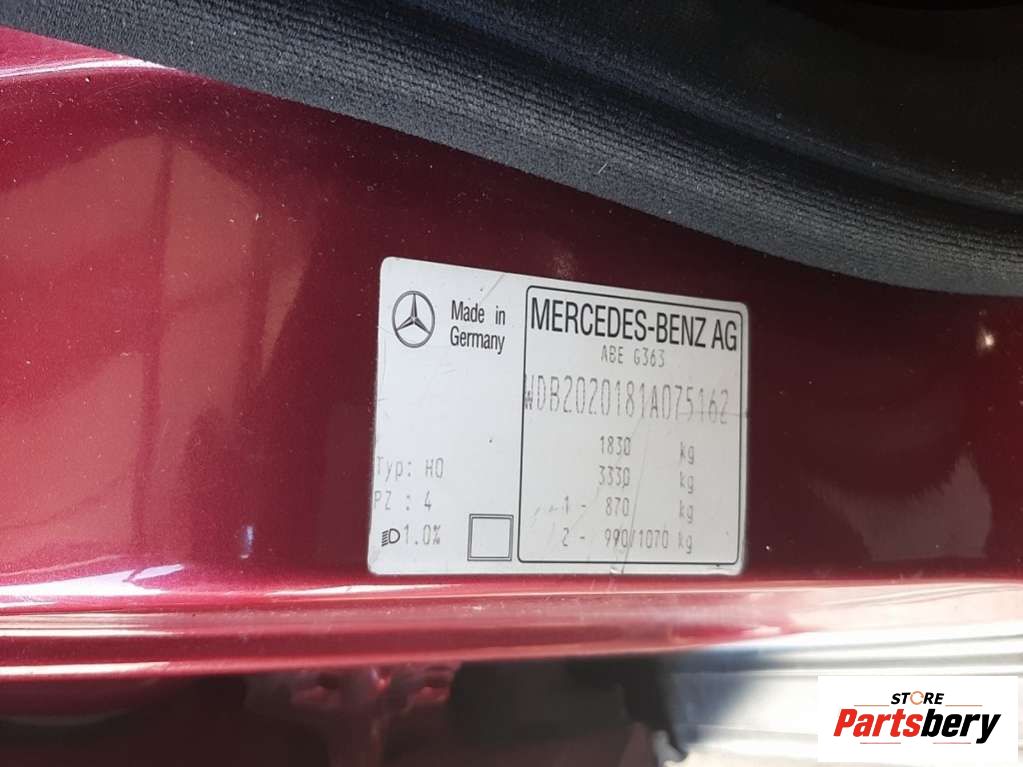 Made in
Germany
MERCEDES-BENZ AG
ABE G363
WDB2020181A075162
1830 kg
3330 kg
1 - 870 kg
2 - 990/1070 kg
Typ: HO
PZ : 4
1.0%
STORE
Partsbery